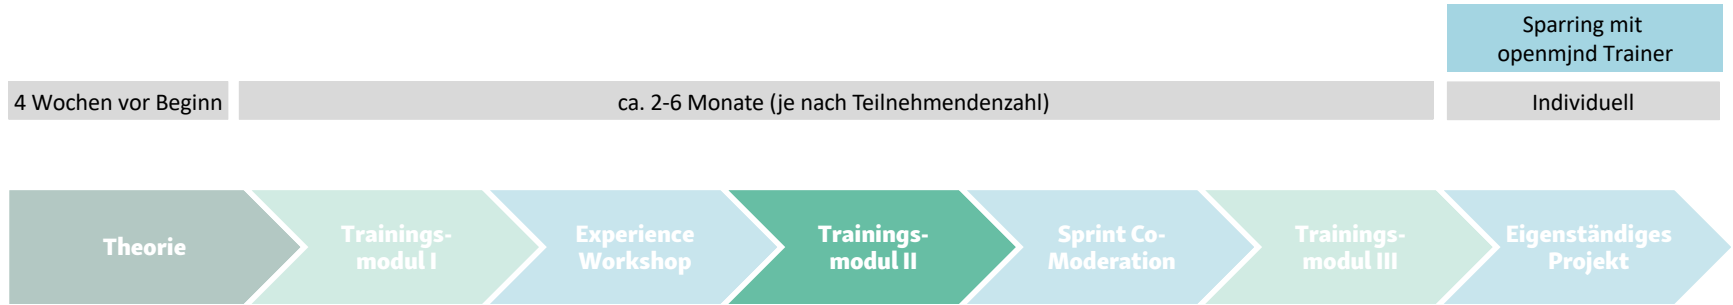 Sparring mit
openmjnd Trainer
4 Wochen vor Beginn
ca. 2-6 Monate (je nach Teilnehmendenzahl)
Individuell
Theorie
Trainings-
modul I
Experience
Workshop
Trainings-
modul II
Sprint Co-
Moderation
Trainings-
modul III
Eigenständiges
Projekt